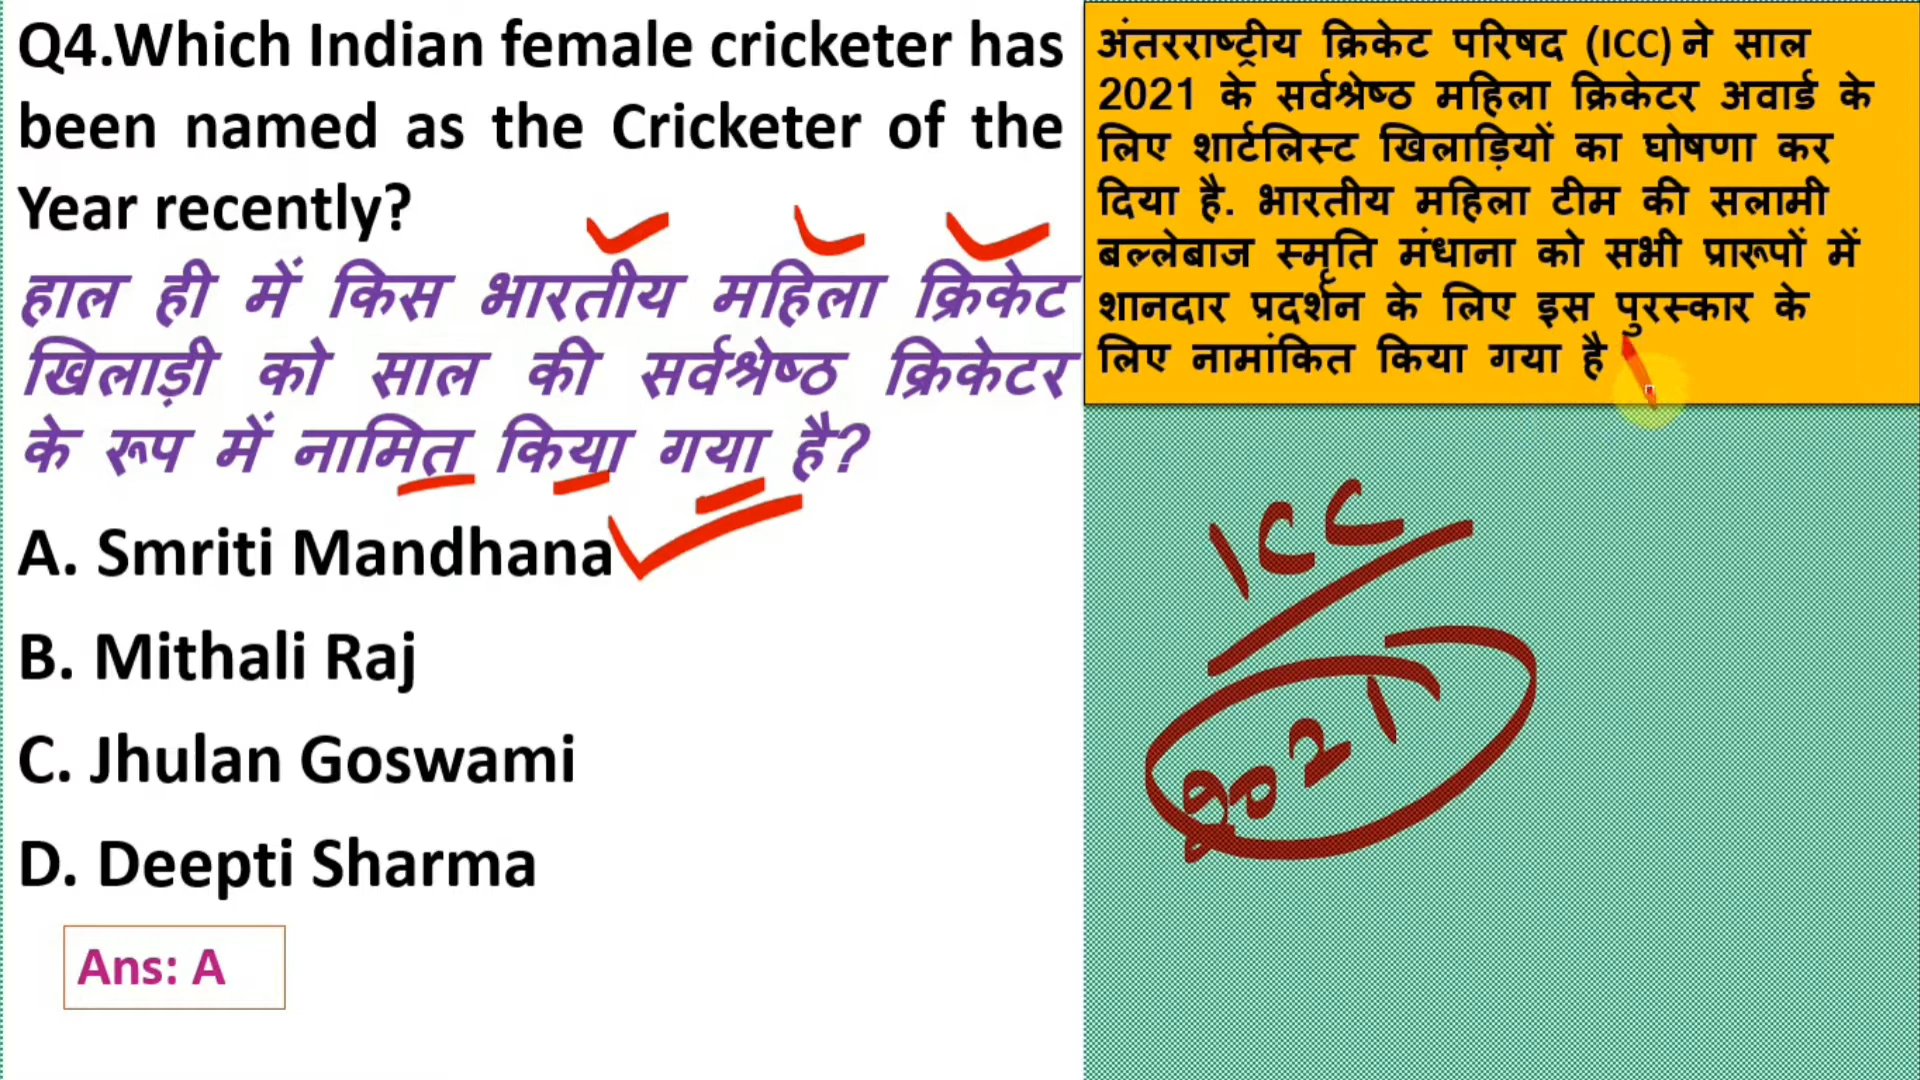 Q4.Which Indian female cricketer has
been named as the Cricketer of the
Year recently?
हाल ही में किस भारतीय महिला क्रिकेट
खिलाड़ी को साल की सर्वश्रेष्ठ क्रिकेटर
के रूप में नामित किया गया है?
A. Smriti Mandhana
B. Mithali Raj
C. Jhulan Goswami
D. Deepti Sharma
Ans: A
अंतरराष्ट्रीय क्रिकेट परिषद (ICC) ने साल
2021 के सर्वश्रेष्ठ महिला क्रिकेटर अवार्ड के
लिए शार्टलिस्ट खिलाड़ियों का घोषणा कर
दिया है. भारतीय महिला टीम की सलामी
बल्लेबाज स्मृति मंधाना को सभी प्रारूपों में
शानदार प्रदर्शन के लिए इस पुरस्कार के
लिए नामांकित किया गया है
ICC
2021